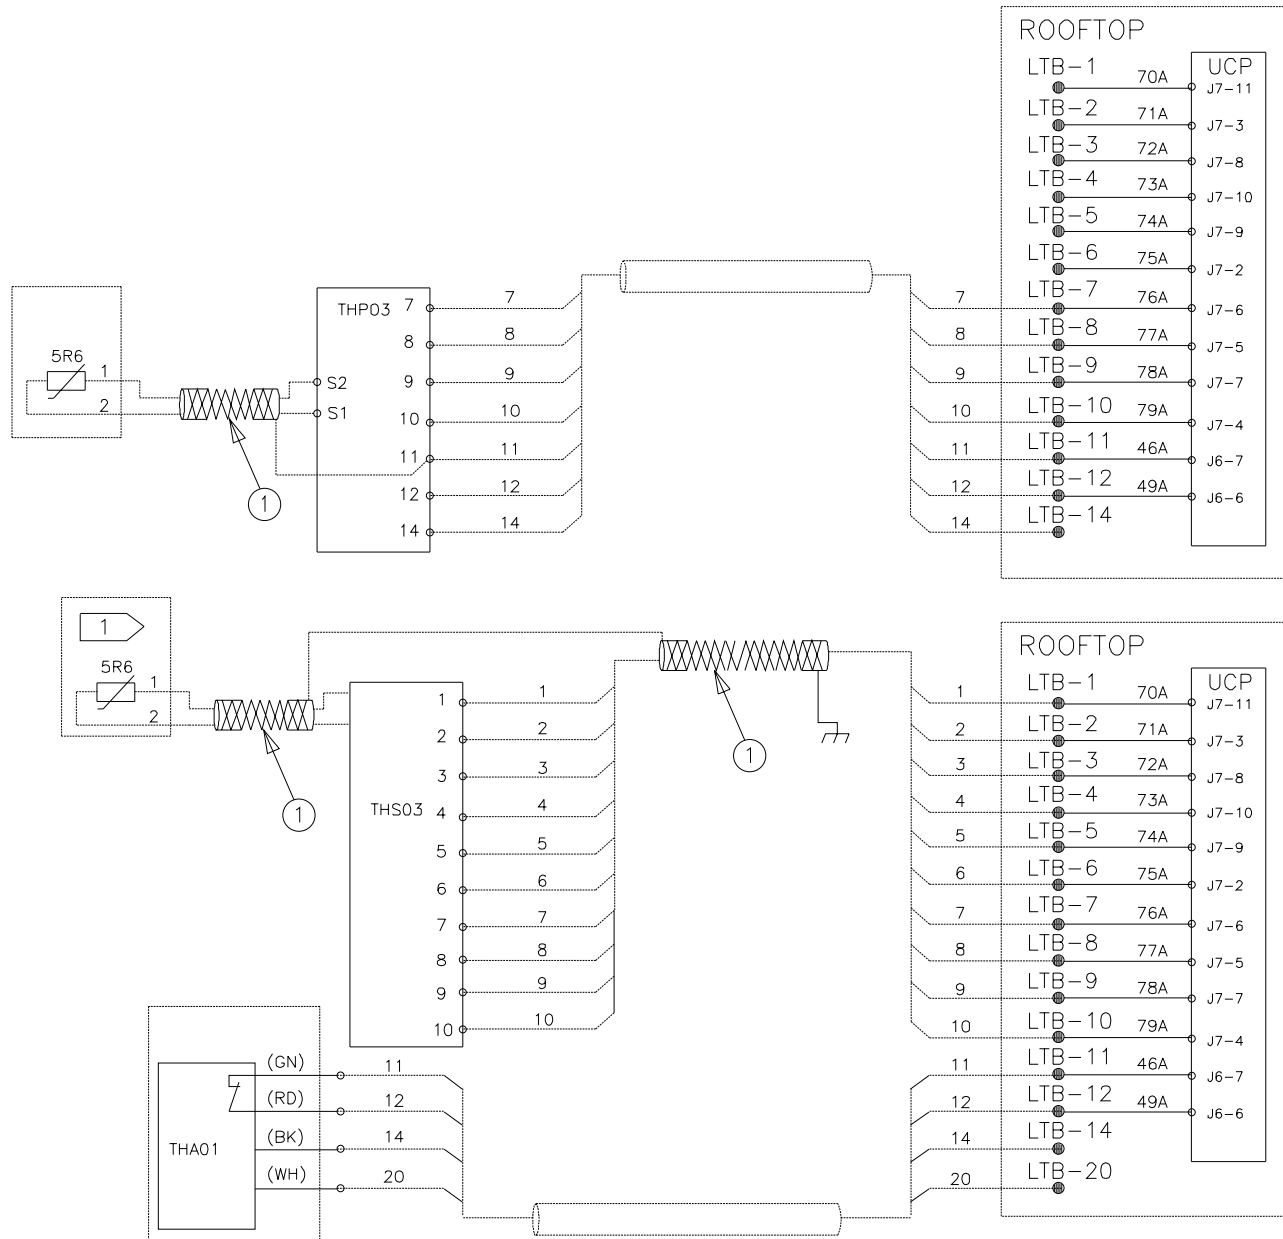 ROOFTOP
UCP
LTB-1 70A J7-11
LTB-2 71A J7-3
LTB-3 72A J7-8
LTB-4 73A J7-10
LTB-5 74A J7-9
LTB-6 75A J7-2
THP03 7 7 7 LTB-7 76A J7-6
8 8 8 LTB-8 77A J7-5
5R6 1 S2 9 9 9 LTB-9 78A J7-7
2 S1 10 10 10 LTB-10 79A J7-4
11 11 11 LTB-11 46A J6-7
1 12 12 12 LTB-12 49A J6-6
14 14 14 LTB-14
1
ROOFTOP
UCP
5R6 1 1 1 1 LTB-1 70A J7-11
2 2 2 2 LTB-2 71A J7-3
1
3 3 3 LTB-3 72A J7-8
1 THS03 4 4 4 LTB-4 73A J7-10
5 5 5 LTB-5 74A J7-9
6 6 6 LTB-6 75A J7-2
7 7 7 LTB-7 76A J7-6
8 8 8 LTB-8 77A J7-5
9 9 9 LTB-9 78A J7-7
10 10 10 LTB-10 79A J7-4
(GN) 11 11 LTB-11 46A J6-7
(RD) 12 12 LTB-12 49A J6-6
THA01 (BK) 14 14 LTB-14
(WH) 20 20 LTB-20